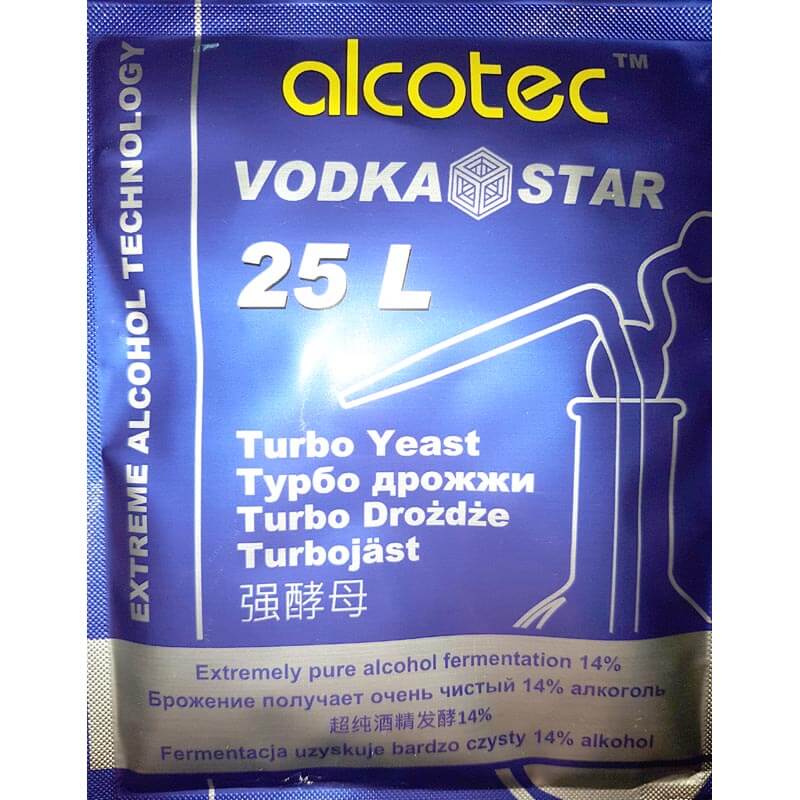 alcotec™
VODKA STAR
25 L
EXTREME ALCOHOL TECHNOLOGY
Turbo Yeast
Турбо дрожжи
Turbo Drożdże
Turbojäst
强酵母
Extremely pure alcohol fermentation 14%
Брожение получает очень чистый 14% алкоголь
超纯酒精发酵14%
Fermentacja uzyskuje bardzo czysty 14% alkohol